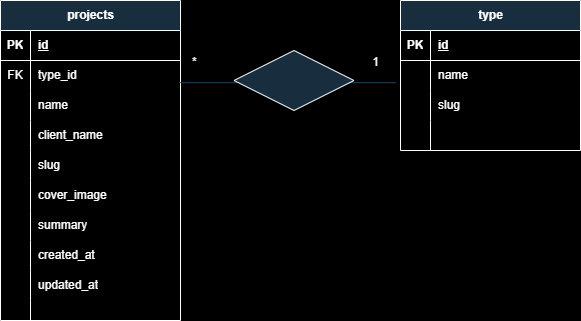 projects
PK id
FK type_id
name
client_name
slug
cover_image
summary
created_at
updated_at
* 1
type
PK id
name
slug